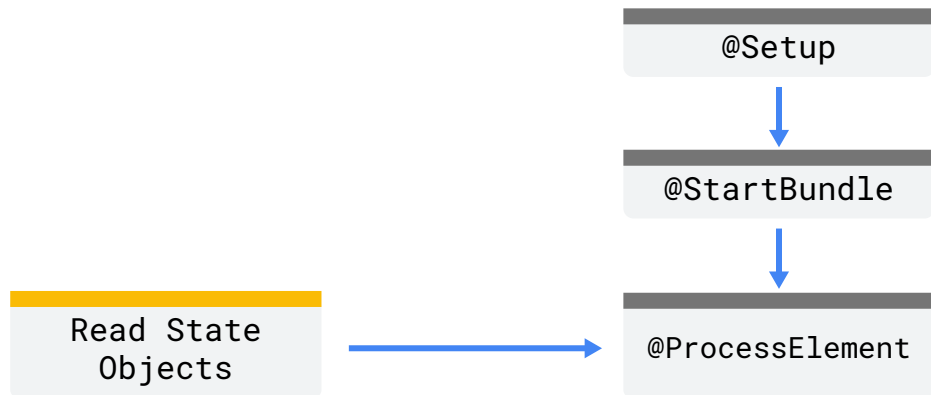 @Setup
@StartBundle
Read State
Objects
@ProcessElement